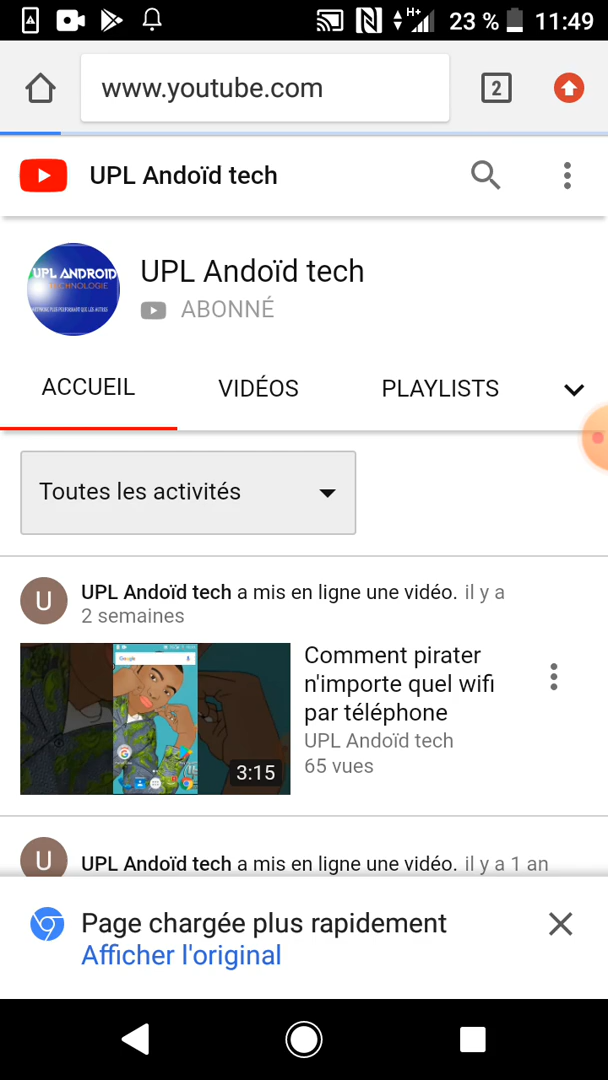 23 % 11:49
www.youtube.com
2
UPL Andoïd tech
UPL ANDROID
TECHNOLOGIE
UPL Andoïd tech
ABONNÉ
ACCUEIL VIDÉOS PLAYLISTS
Toutes les activités
U
UPL Andoïd tech a mis en ligne une vidéo. il y a
2 semaines
Google
3:15
Comment pirater
n'importe quel wifi
par téléphone
UPL Andoïd tech
65 vues
U
UPL Andoïd tech a mis en ligne une vidéo. il y a 1 an
Page chargée plus rapidement
Afficher l'original